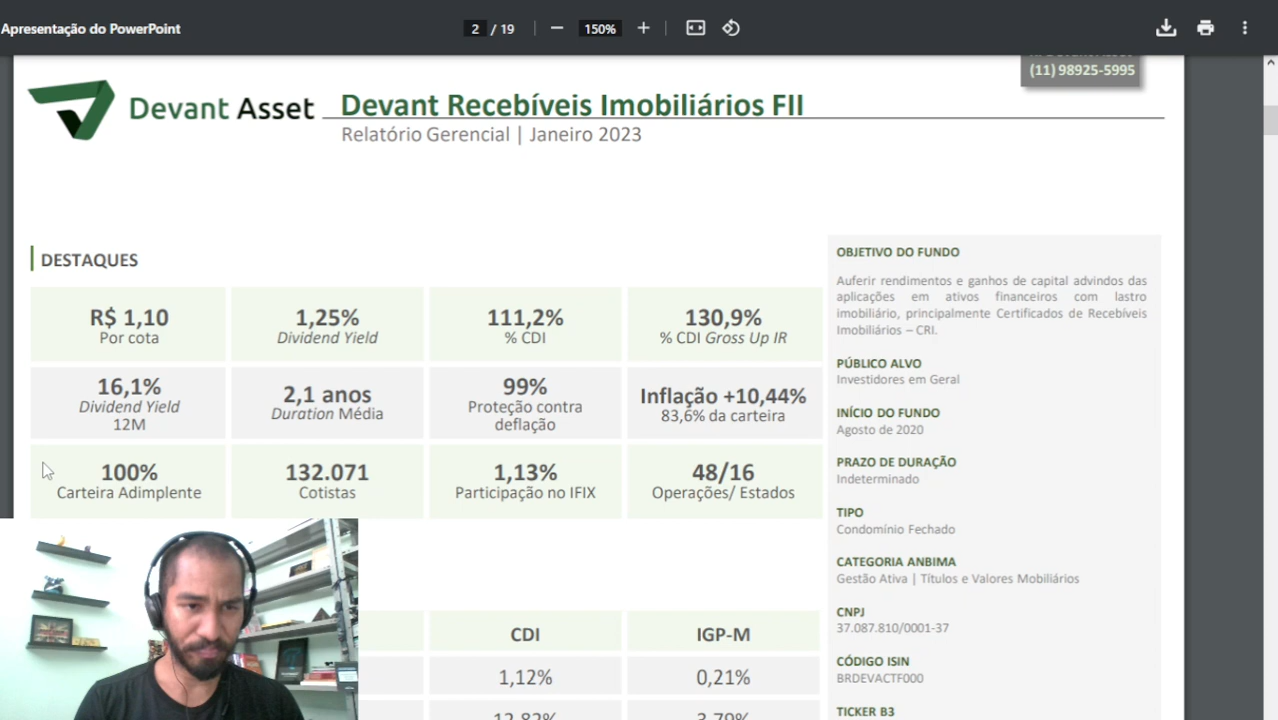 Apresentação do PowerPoint
2 / 19
150%
(11) 98925-5995
Devant Asset
Devant Recebíveis Imobiliários FII
Relatório Gerencial | Janeiro 2023
DESTAQUES
R$ 1,10
Por cota
1,25%
Dividend Yield
111,2%
% CDI
130,9%
% CDI Gross Up IR
16,1%
Dividend Yield
12M
2,1 anos
Duration Média
99%
Proteção contra
deflação
Inflação +10,44%
83,6% da carteira
100%
Carteira Adimplente
132.071
Cotistas
1,13%
Participação no IFIX
48/16
Operações/ Estados
CDI
IGP-M
1,12%
0,21%
12,82%
3,79%
OBJETIVO DO FUNDO
Auferir rendimentos e ganhos de capital advindos das
aplicações em ativos financeiros com lastro
imobiliário, principalmente Certificados de Recebíveis
Imobiliários – CRI.
PÚBLICO ALVO
Investidores em Geral
INÍCIO DO FUNDO
Agosto de 2020
PRAZO DE DURAÇÃO
Indeterminado
TIPO
Condomínio Fechado
CATEGORIA ANBIMA
Gestão Ativa | Títulos e Valores Mobiliários
CNPJ
37.087.810/0001-37
CÓDIGO ISIN
BRDEVACTF000
TICKER B3